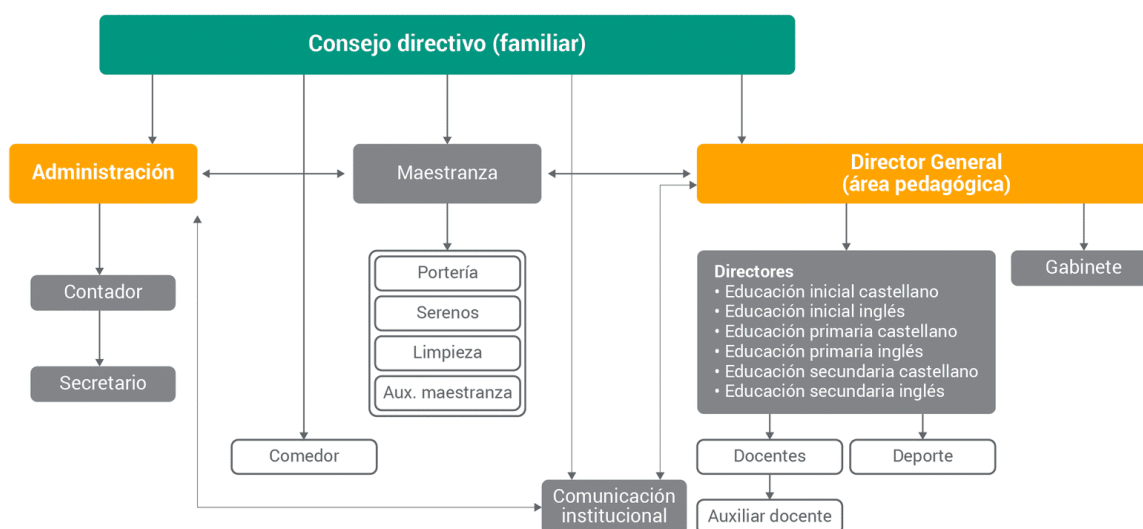 Consejo directivo (familiar)
Administración
Maestranza
Director General
(área pedagógica)
Contador
Secretario
Portería
Serenos
Limpieza
Aux. maestranza
Comedor
Comunicación
institucional
Directores
• Educación inicial castellano
• Educación inicial inglés
• Educación primaria castellano
• Educación primaria inglés
• Educación secundaria castellano
• Educación secundaria inglés
Gabinete
Docentes
Deporte
Auxiliar docente